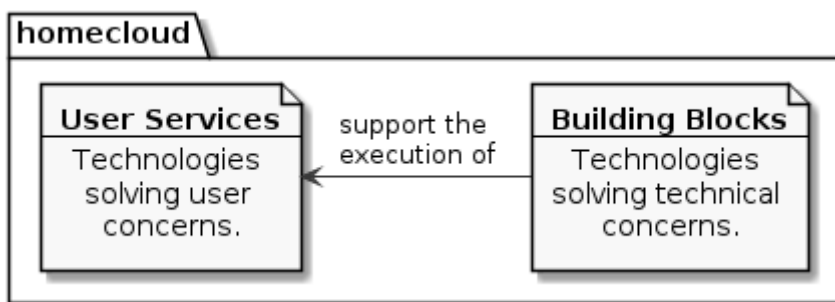 homecloud
User Services
Technologies
solving user
concerns.
support the
execution of
Building Blocks
Technologies
solving technical
concerns.